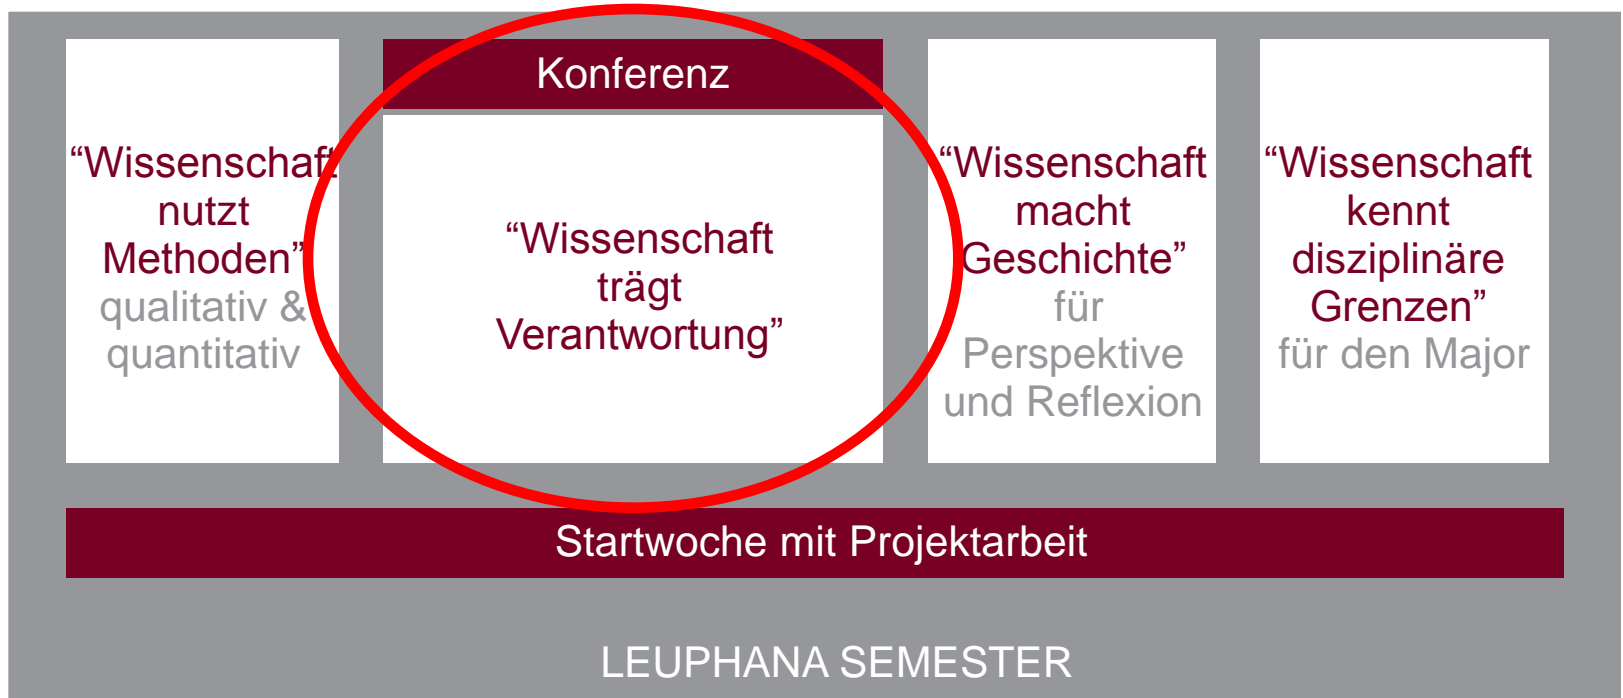 “Wissenschaft
nutzt
Methoden”
qualitativ &
quantitativ
Konferenz
“Wissenschaft
trägt
Verantwortung”
“Wissenschaft
macht
Geschichte”
für
Perspektive
und Reflexion
“Wissenschaft
kennt
disziplinäre
Grenzen”
für den Major
Startwoche mit Projektarbeit
LEUPHANA SEMESTER